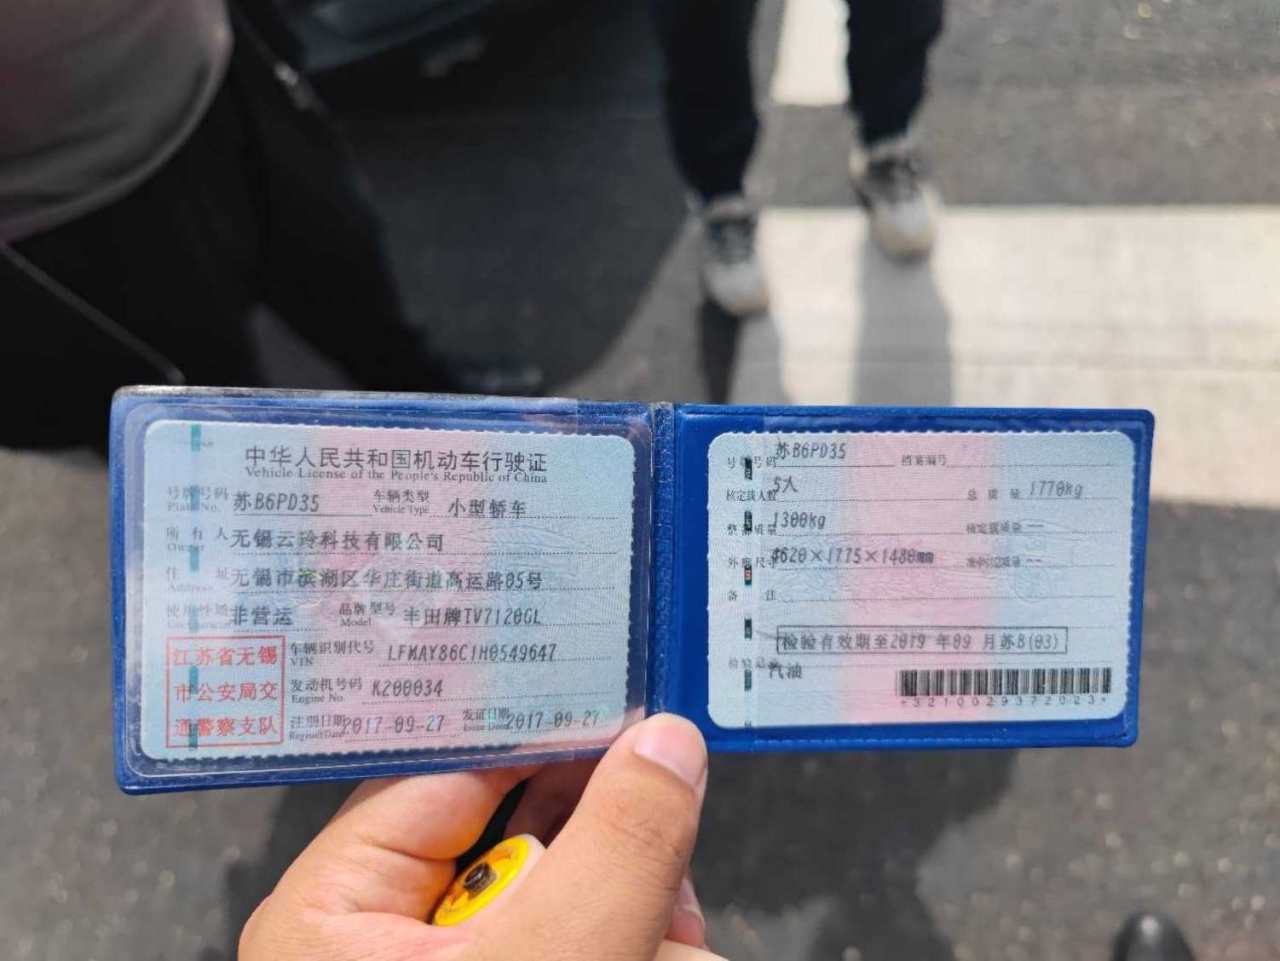 中华人民共和国机动车行驶证
Vehicle License of the People's Republic of China
号牌号码 苏B6PD35 车辆类型 小型轿车
Plate No. Vehicle Type
所有人 无锡云玲科技有限公司
Owner
住址 无锡市滨湖区华庄街道高运路85号
Address
使用性质 非营运 品牌型号 丰田牌TV7120GL
Use Character Model
江苏省无锡
市公安局交
通警察支队
车辆识别代号 LFMAY86C1H0549647
VIN
发动机号码 K200034
Engine No.
注册日期 2017-09-27 发证日期 2017-09-27
Register Date Issue Date
号牌号码 苏B6PD35 档案编号
核定载人数 5人 总质量 1770kg
整备质量 1300kg 核定载质量 --
外廓尺寸 4620×1775×1480mm 准牵引总质量 --
备注
检验有效期至2019年09月苏B(03)
检验记录 汽油
*3210029372023*